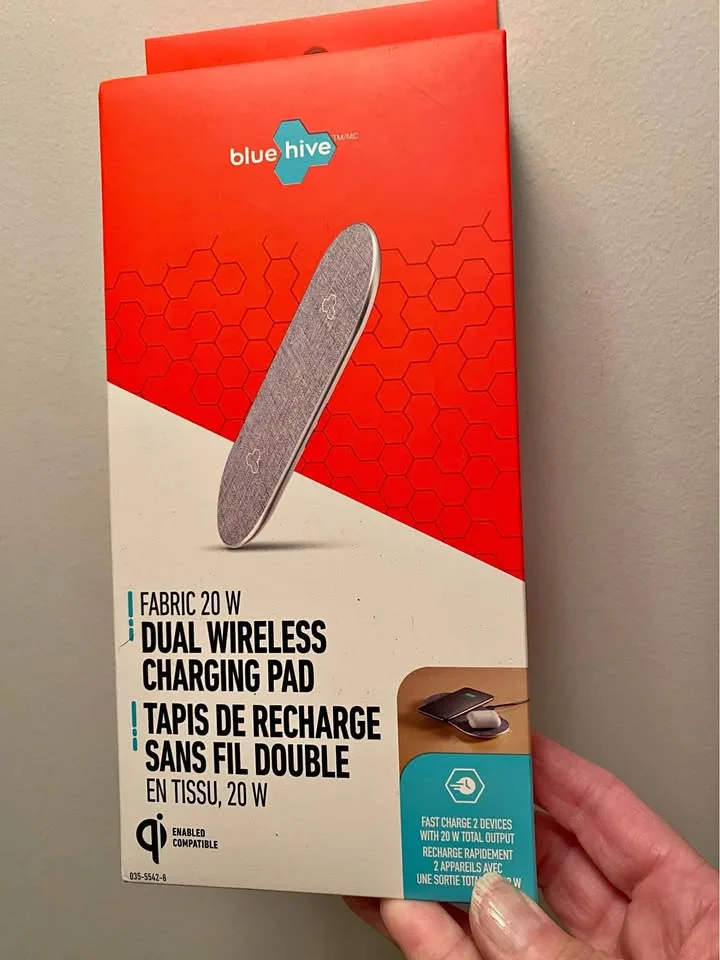 blue hive TM/MC
FABRIC 20 W
DUAL WIRELESS
CHARGING PAD
TAPIS DE RECHARGE
SANS FIL DOUBLE
EN TISSU, 20 W
qi ENABLED
COMPATIBLE
035-5542-8
FAST CHARGE 2 DEVICES
WITH 20 W TOTAL OUTPUT
RECHARGE RAPIDEMENT
2 APPAREILS AVEC
UNE SORTIE W